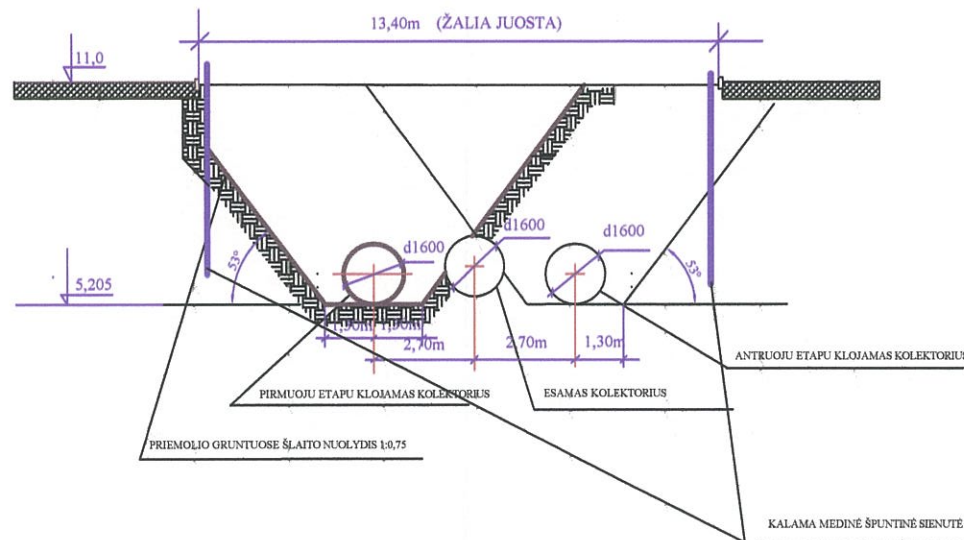 13,40m (ŽALIA JUOSTA)
11,0
d1600
d1600
d1600
53°
53°
5,205
1,30m 1,30m
2,70m
2,70m
1,30m
ANTRUOJU ETAPU KLOJAMAS KOLEKTORIUS
PIRMUOJU ETAPU KLOJAMAS KOLEKTORIUS
ESAMAS KOLEKTORIUS
PRIEMOLIO GRUNTUOSE ŠLAITO NUOLYDIS 1:0,75
KALAMA MEDINĖ ŠPUNTINĖ SIENUTĖ